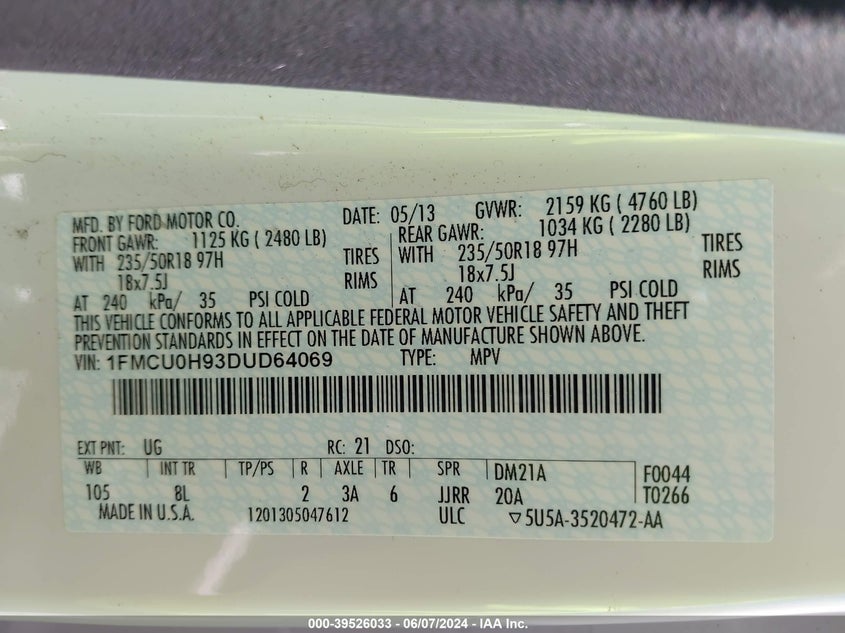 MFD. BY FORD MOTOR CO. DATE: 05/13 GVWR: 2159 KG ( 4760 LB)
FRONT GAWR: 1125 KG ( 2480 LB) REAR GAWR: 1034 KG ( 2280 LB)
WITH 235/50R18 97H TIRES WITH 235/50R18 97H TIRES
18x7.5J RIMS 18x7.5J RIMS
AT 240 kPa/ 35 PSI COLD AT 240 kPa/ 35 PSI COLD
THIS VEHICLE CONFORMS TO ALL APPLICABLE FEDERAL MOTOR VEHICLE SAFETY AND THEFT
PREVENTION STANDARDS IN EFFECT ON THE DATE OF MANUFACTURE SHOWN ABOVE.
VIN: 1FMCU0H93DUD64069 TYPE: MPV
EXT PNT: UG RC: 21 DSO:
WB INT TR TP/PS R AXLE TR SPR DM21A F0044
105 8L 2 3A 6 JJRR 20A T0266
MADE IN U.S.A. 1201305047612 ULC ▽5U5A-3520472-AA
000-39526033 - 06/07/2024 - IAA Inc.